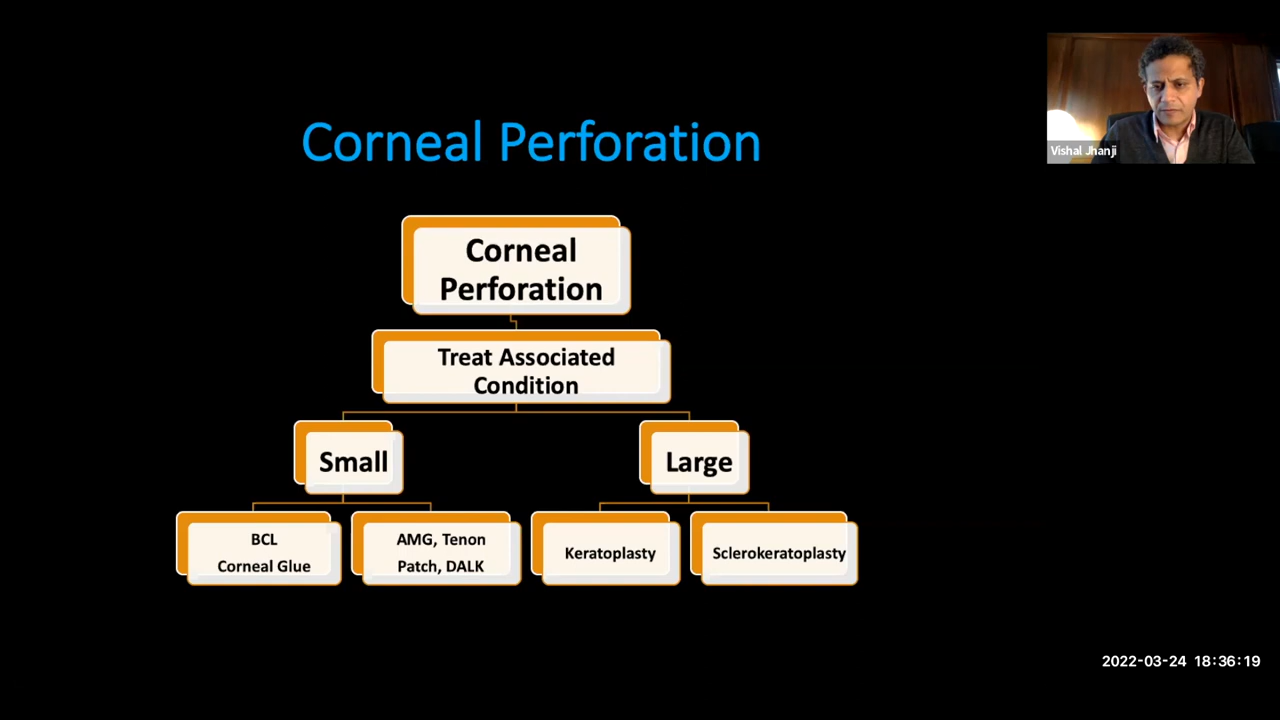 Corneal Perforation
Vishal Jhanji
Corneal
Perforation
Treat Associated
Condition
Small
Large
BCL
Corneal Glue
AMG, Tenon
Patch, DALK
Keratoplasty
Sclerokeratoplasty
2022-03-24 18:36:19